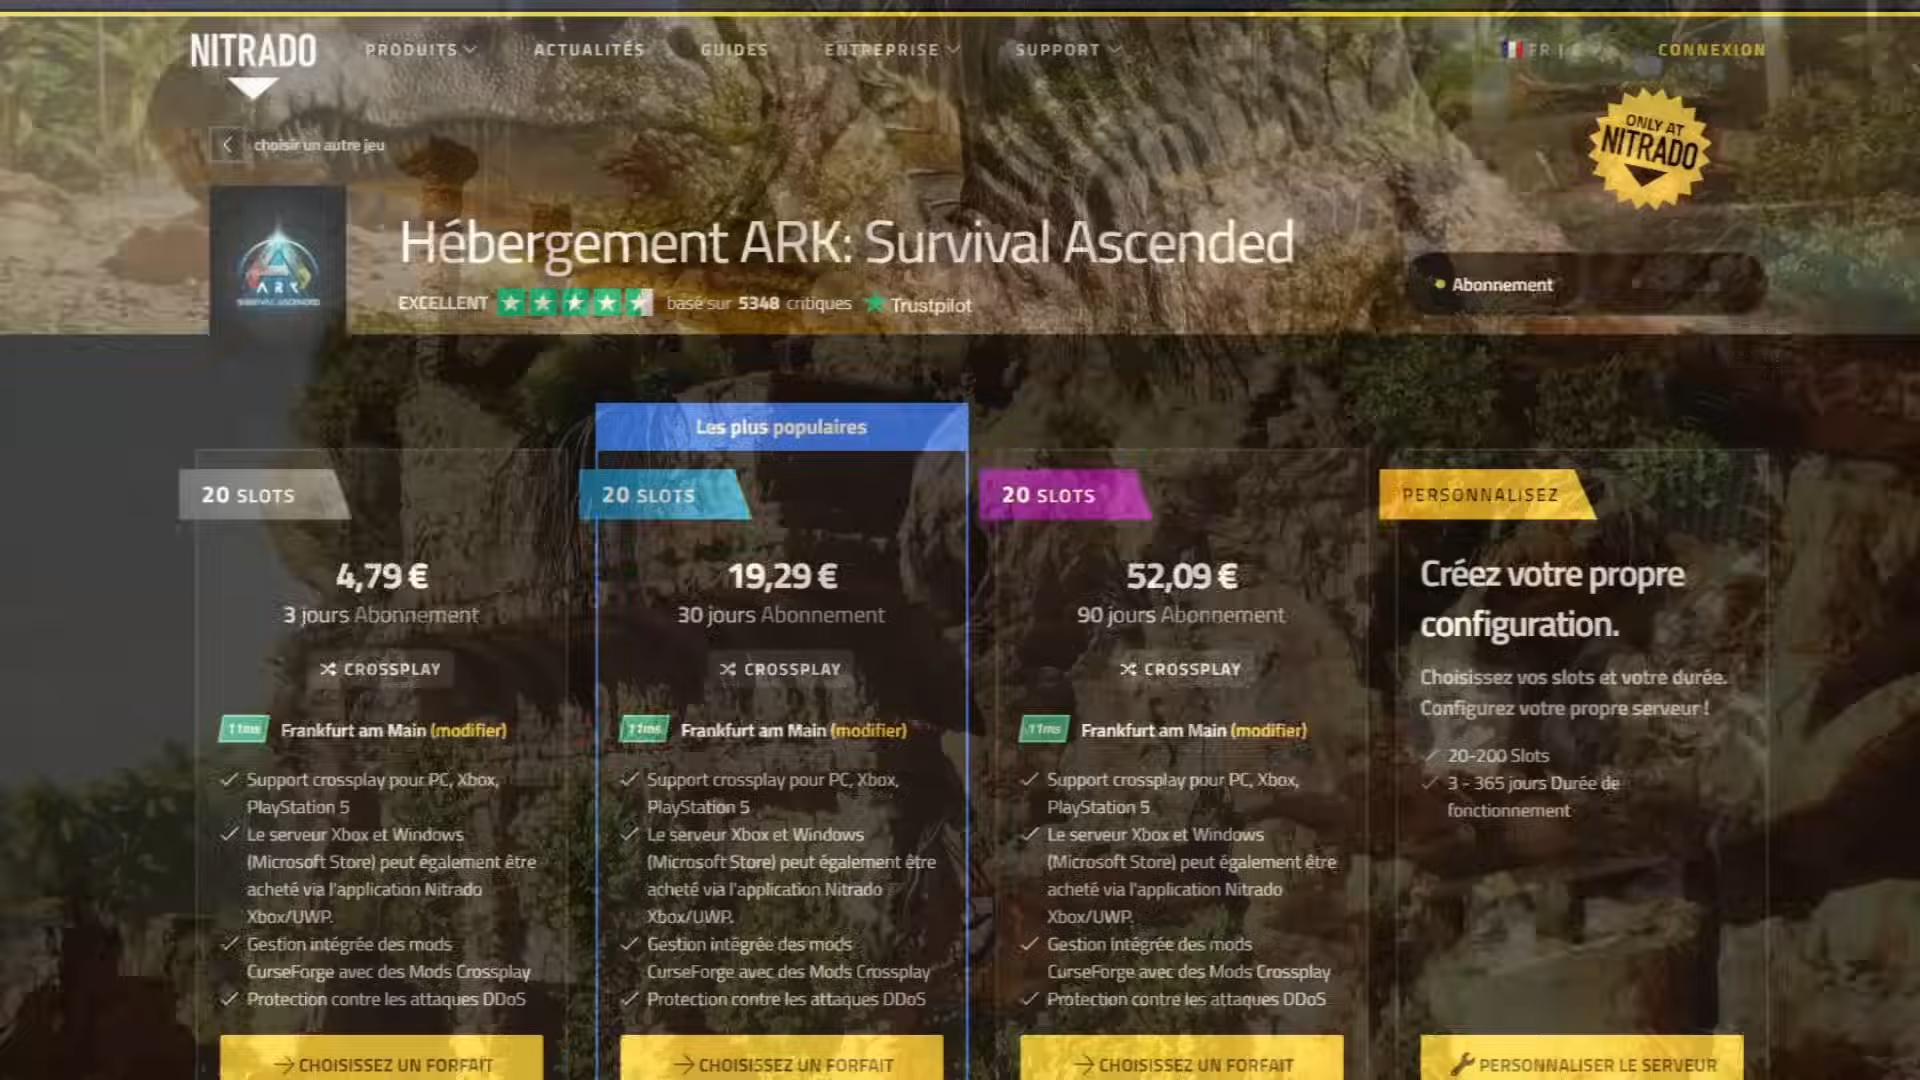 NITRADO
PRODUITS
ACTUALITÉS
GUIDES
ENTREPRISE
SUPPORT
FR
CONNEXION
choisir un autre jeu
ONLY AT
NITRADO
ARK
SURVIVAL ASCENDED
Hébergement ARK: Survival Ascended
EXCELLENT
basé sur 5348 critiques
Trustpilot
Abonnement
Les plus populaires
20 SLOTS
4,79 €
3 jours Abonnement
CROSSPLAY
11ms
Frankfurt am Main (modifier)
Support crossplay pour PC, Xbox,
PlayStation 5
Le serveur Xbox et Windows
(Microsoft Store) peut également être
acheté via l'application Nitrado
Xbox/UWP.
Gestion intégrée des mods
CurseForge avec des Mods Crossplay
Protection contre les attaques DDoS
CHOISISSEZ UN FORFAIT
20 SLOTS
19,29 €
30 jours Abonnement
CROSSPLAY
11ms
Frankfurt am Main (modifier)
Support crossplay pour PC, Xbox,
PlayStation 5
Le serveur Xbox et Windows
(Microsoft Store) peut également être
acheté via l'application Nitrado
Xbox/UWP.
Gestion intégrée des mods
CurseForge avec des Mods Crossplay
Protection contre les attaques DDoS
CHOISISSEZ UN FORFAIT
20 SLOTS
52,09 €
90 jours Abonnement
CROSSPLAY
11ms
Frankfurt am Main (modifier)
Support crossplay pour PC, Xbox,
PlayStation 5
Le serveur Xbox et Windows
(Microsoft Store) peut également être
acheté via l'application Nitrado
Xbox/UWP.
Gestion intégrée des mods
CurseForge avec des Mods Crossplay
Protection contre les attaques DDoS
CHOISISSEZ UN FORFAIT
PERSONNALISEZ
Créez votre propre
configuration.
Choisissez vos slots et votre durée.
Configurez votre propre serveur !
20-200 Slots
3 - 365 jours Durée de
fonctionnement
PERSONNALISER LE SERVEUR